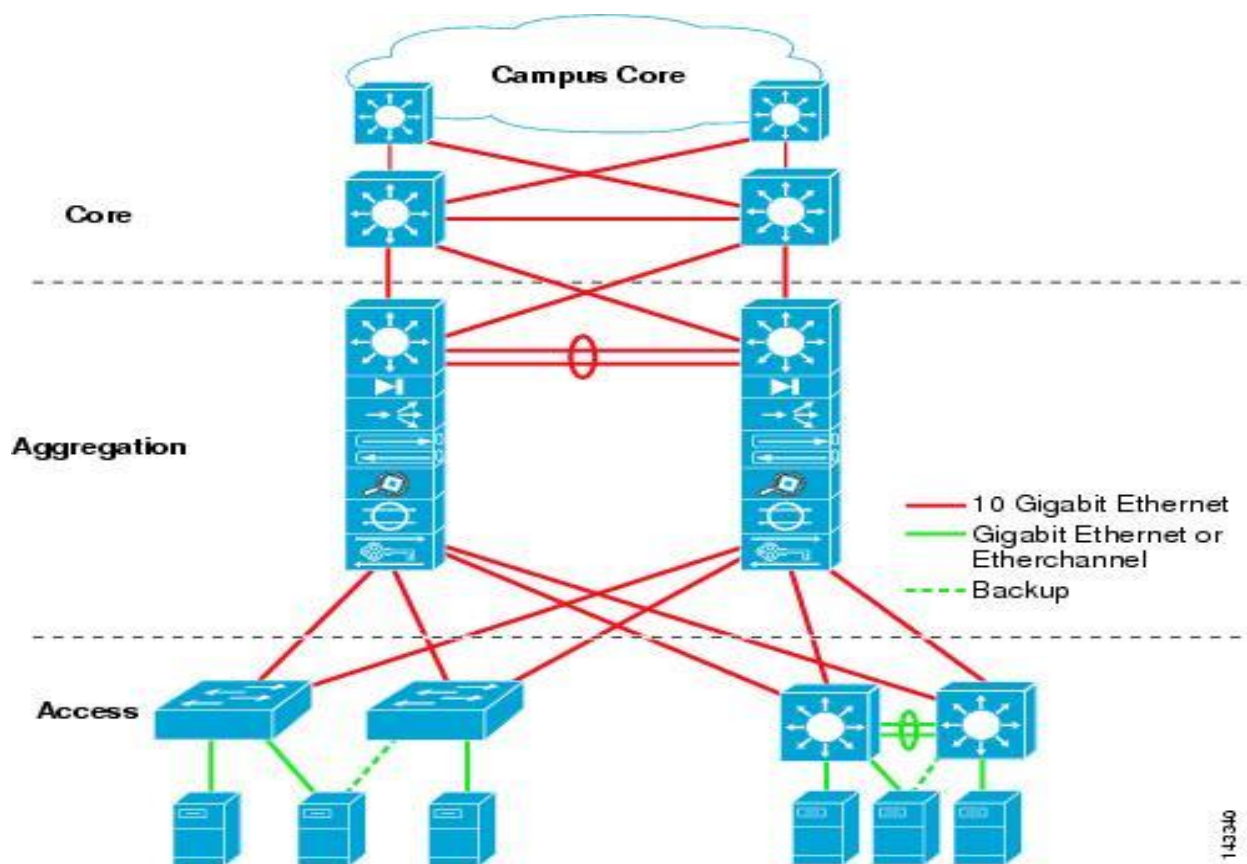 Campus Core
Core
Aggregation
10 Gigabit Ethernet
Gigabit Ethernet or
Etherchannel
Backup
Access
143340